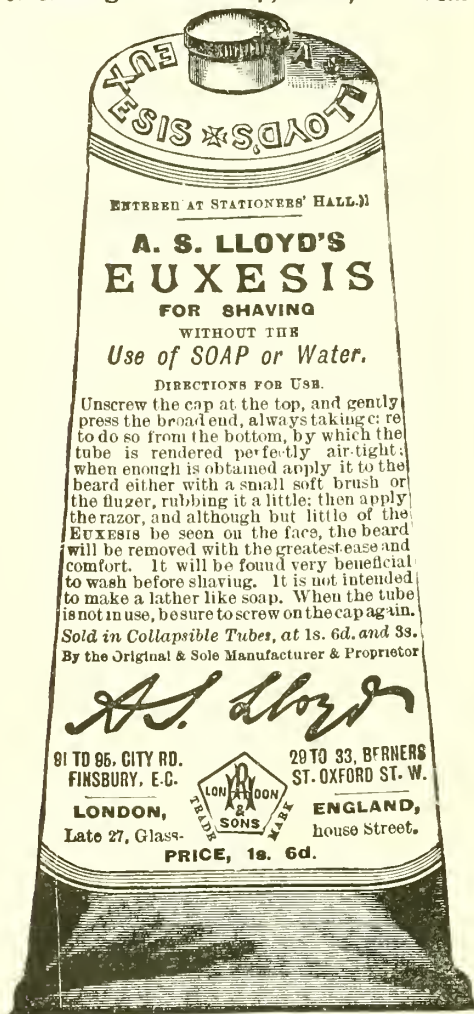 A. S. LLOYD'S EUXESIS
ENTERED AT STATIONERS' HALL.
A. S. LLOYD'S
EUXESIS
FOR SHAVING
WITHOUT THE
Use of SOAP or Water.
DIRECTIONS FOR USE.
Unscrew the cap at the top, and gently
press the broad end, always taking c re
to do so from the bottom, by which the
tube is rendered perfectly air-tight;
when enough is obtained apply it to the
beard either with a small soft brush or
the finger, rubbing it a little; then apply
the razor, and although but little of the
EUXESIS be seen on the face, the beard
will be removed with the greatest ease and
comfort. It will be found very beneficial
to wash before shaving. It is not intended
to make a lather like soap. When the tube
is not in use, be sure to screw on the cap again.
Sold in Collapsible Tubes, at 1s. 6d. and 3s.
By the Original & Sole Manufacturer & Proprietor
A.S. Lloyd
91 TO 95, CITY RD. 29 TO 33, BERNERS
FINSBURY, E.C. ST. OXFORD ST. W.
LONDON & SONS
TRADE MARK
LONDON, ENGLAND,
Late 27, Glass- house Street.
PRICE, 1s. 6d.